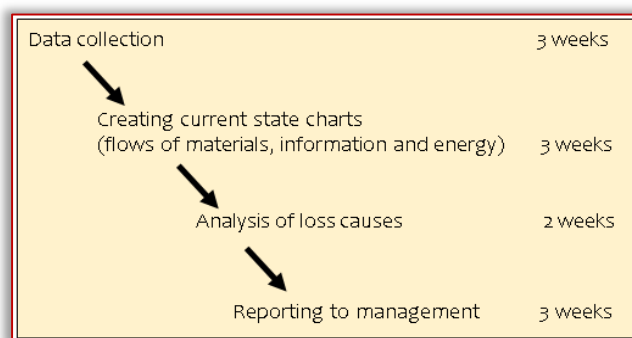 Data collection 3 weeks
Creating current state charts
(flows of materials, information and energy) 3 weeks
Analysis of loss causes 2 weeks
Reporting to management 3 weeks